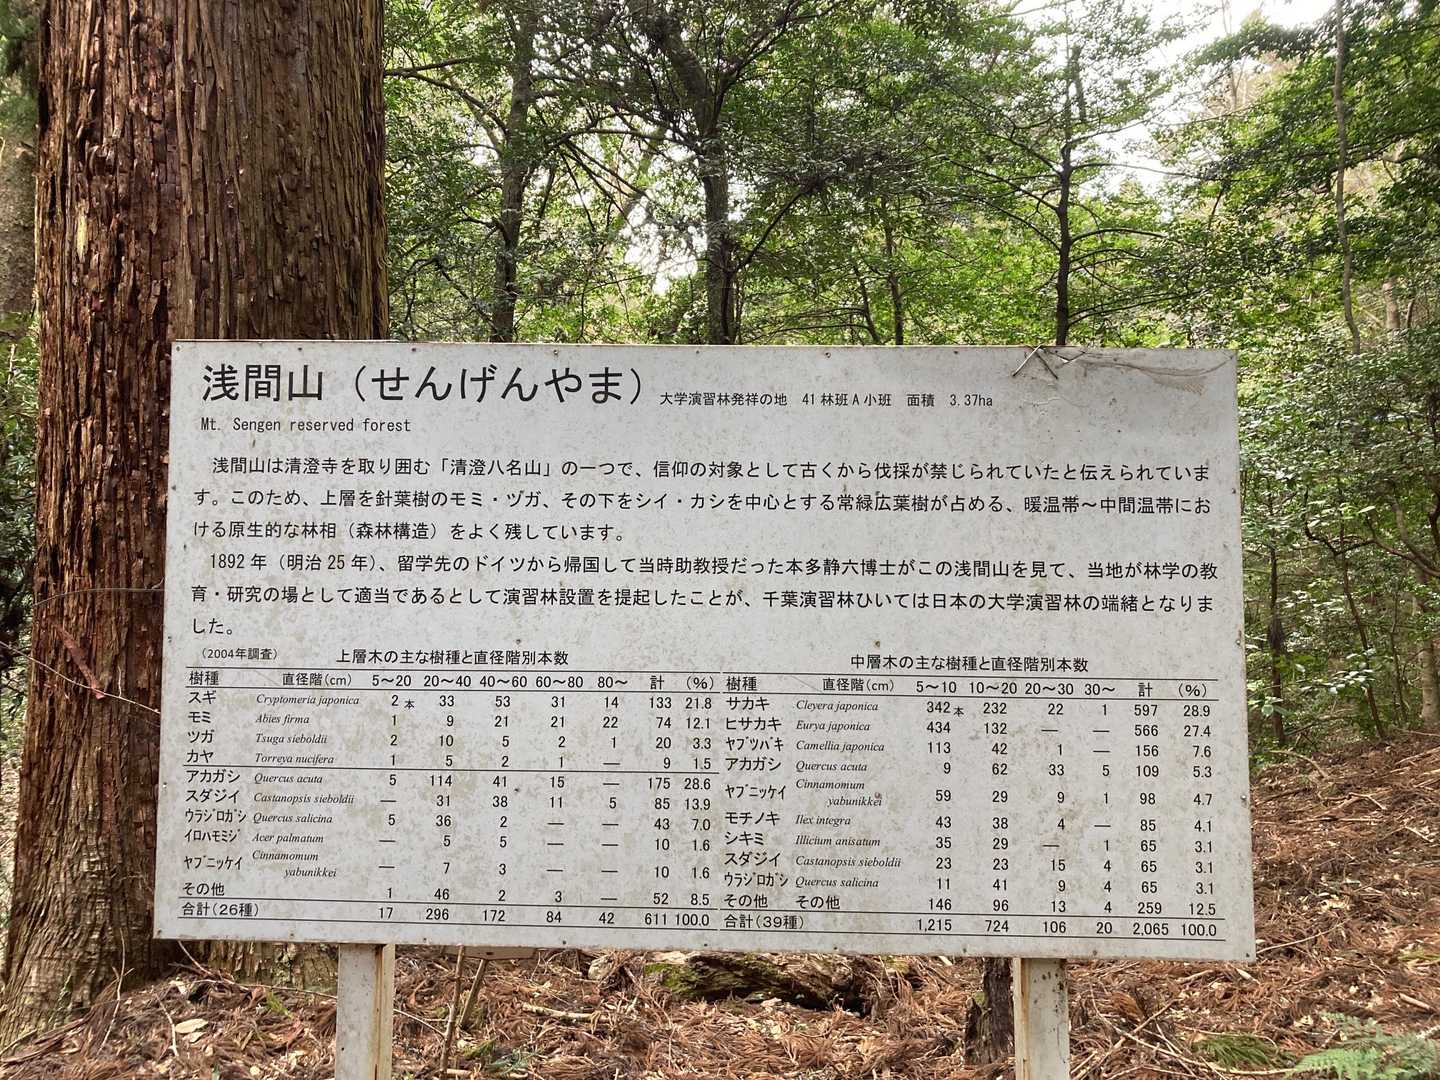 浅間山（せんげんやま） 大学演習林発祥の地 41林班A小班 面積 3.37ha
Mt. Sengen reserved forest
浅間山は清澄寺を取り囲む「清澄八名山」の一つで、信仰の対象として古くから伐採が禁じられていたと伝えられていま
す。このため、上層を針葉樹のモミ・ツガ、その下をシイ・カシを中心とする常緑広葉樹が占める、暖温帯～中間温帯にお
ける原生的な林相（森林構造）をよく残しています。
1892年（明治25年）、留学先のドイツから帰国して当時助教授だった本多静六博士がこの浅間山を見て、当地が林学の教
育・研究の場として適当であるとして演習林設置を提起したことが、千葉演習林ひいては日本の大学演習林の端緒となりま
した。
（2004年調査） 上層木の主な樹種と直径階別本数
樹種 直径階(cm) 5～20 20～40 40～60 60～80 80～ 計 (%)
スギ Cryptomeria japonica 2本 33 53 31 14 133 21.8
モミ Abies firma 1 9 21 21 22 74 12.1
ツガ Tsuga sieboldii 2 10 5 2 1 20 3.3
カヤ Torreya nucifera 1 5 2 1 — 9 1.5
アカガシ Quercus acuta 5 114 41 15 — 175 28.6
スダジイ Castanopsis sieboldii — 31 38 11 5 85 13.9
ウラジロガシ Quercus salicina 5 36 2 — — 43 7.0
イロハモミジ Acer palmatum — 5 5 — — 10 1.6
ヤブニッケイ Cinnamomum
yabunikkei — 7 3 — — 10 1.6
その他 1 46 2 3 — 52 8.5
合計(26種) 17 296 172 84 42 611 100.0
中層木の主な樹種と直径階別本数
樹種 直径階(cm) 5～10 10～20 20～30 30～ 計 (%)
サカキ Cleyera japonica 342本 232 22 1 597 28.9
ヒサカキ Eurya japonica 434 132 — — 566 27.4
ヤブツバキ Camellia japonica 113 42 1 — 156 7.6
アカガシ Quercus acuta 9 62 33 5 109 5.3
ヤブニッケイ Cinnamomum
yabunikkei 59 29 9 1 98 4.7
モチノキ Ilex integra 43 38 4 — 85 4.1
シキミ Illicium anisatum 35 29 — 1 65 3.1
スダジイ Castanopsis sieboldii 23 23 15 4 65 3.1
ウラジロガシ Quercus salicina 11 41 9 4 65 3.1
その他 その他 146 96 13 4 259 12.5
合計(39種) 1,215 724 106 20 2,065 100.0